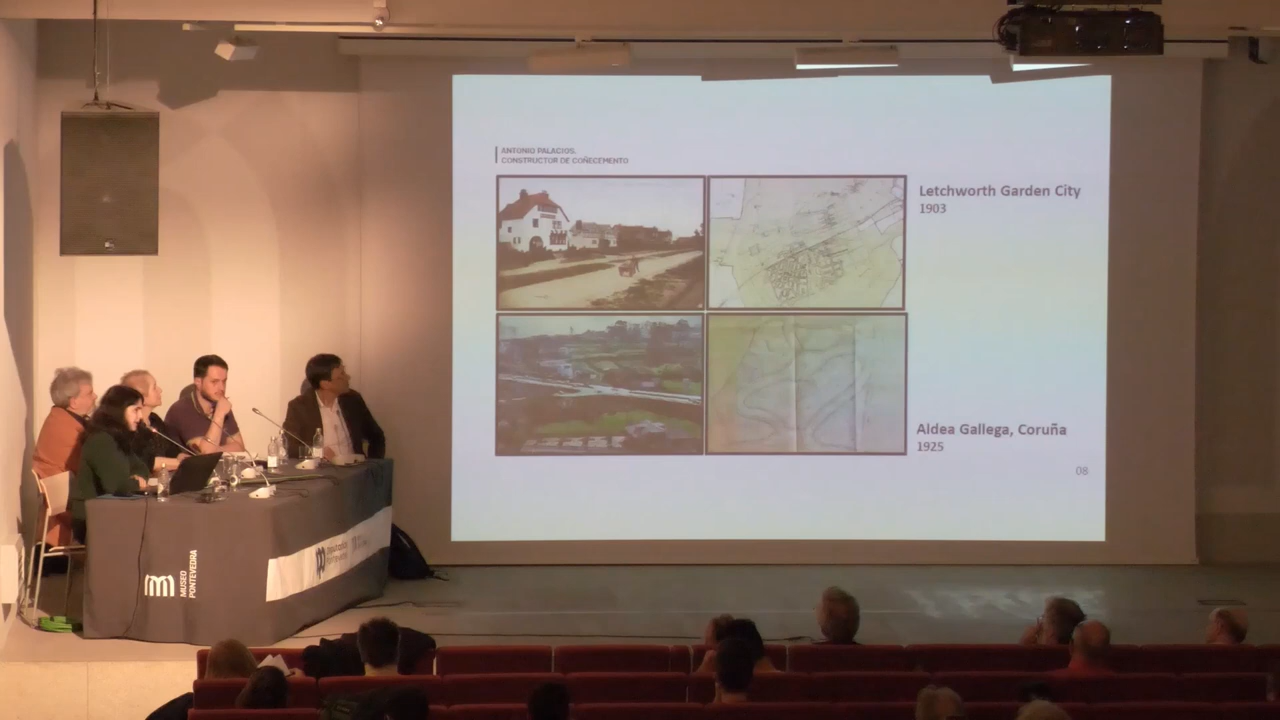 ANTONIO PALACIOS.
CONSTRUCTOR DE COÑECEMENTO
Letchworth Garden City
1903
Aldea Gallega, Coruña
1925
08
MUSEO
PONTEVEDRA